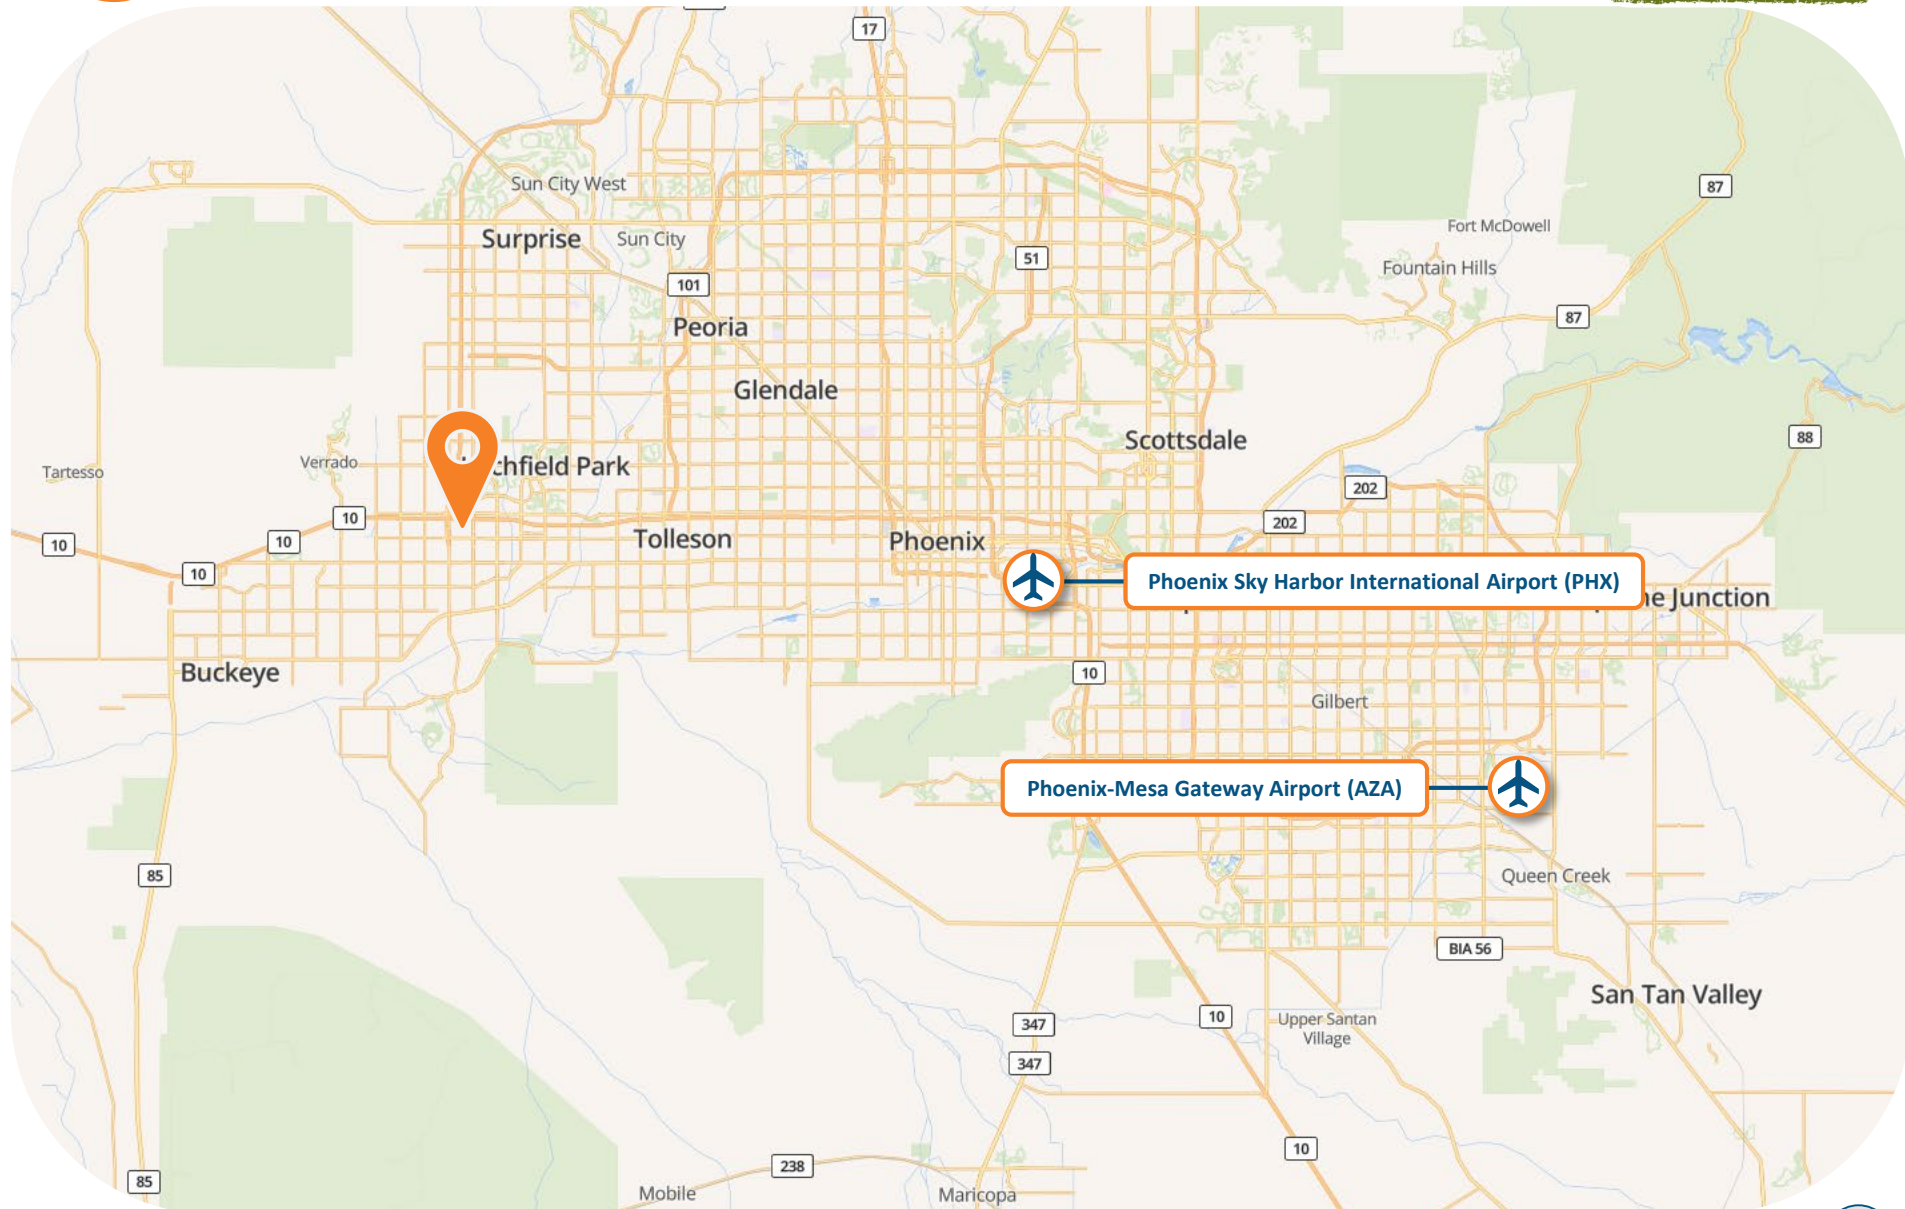 17
Sun City West
87
Surprise
Sun City
Fort McDowell
51
Fountain Hills
101
87
Peoria
Glendale
88
Scottsdale
Verrado
chfield Park
Tartesso
202
10
202
10
10
Tolleson
Phoenix
10
Phoenix Sky Harbor International Airport (PHX)
ne Junction
Buckeye
10
Gilbert
Phoenix-Mesa Gateway Airport (AZA)
85
Queen Creek
BIA 56
San Tan Valley
347
10
Upper Santan
Village
347
10
238
85
Mobile
Maricopa